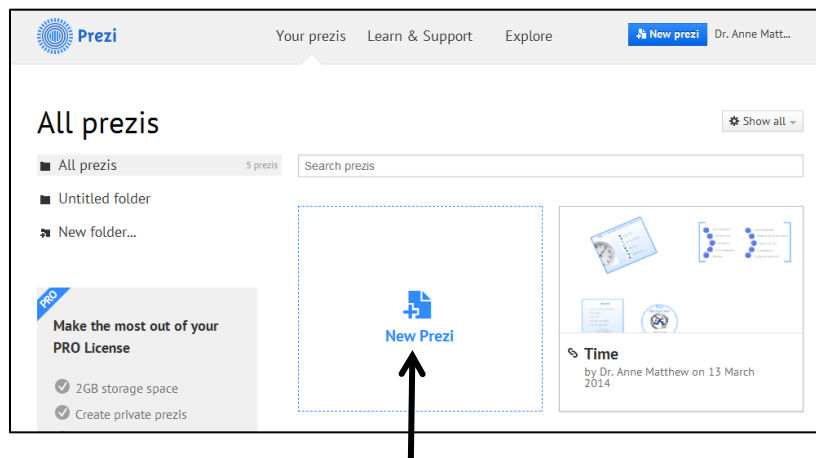 Prezi
Your prezis Learn & Support Explore
New prezi
Dr. Anne Matt...
All prezis
Show all
All prezis 5 prezis
Search prezis
Untitled folder
New folder...
New Prezi
PRO
Make the most out of your
PRO License
2GB storage space
Create private prezis
Time
by Dr. Anne Matthew on 13 March
2014